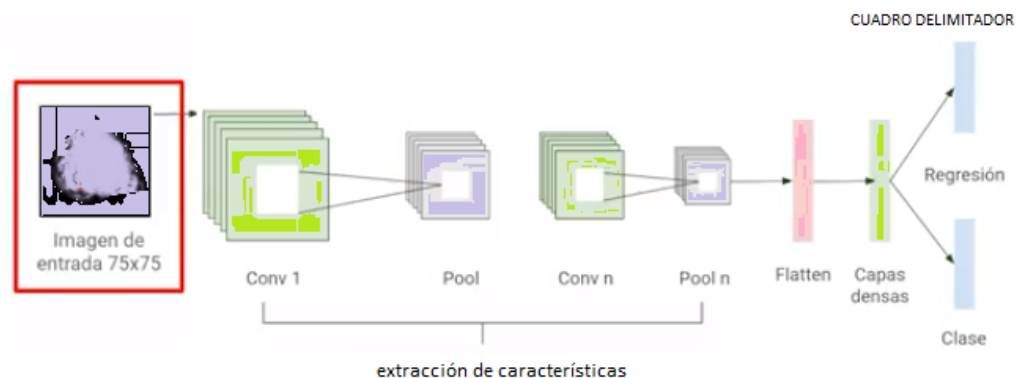 CUADRO DELIMITADOR
Imagen de
entrada 75x75
Conv 1
Pool
Conv n
Pool n
Flatten
Capas
densas
Regresión
Clase
extracción de características